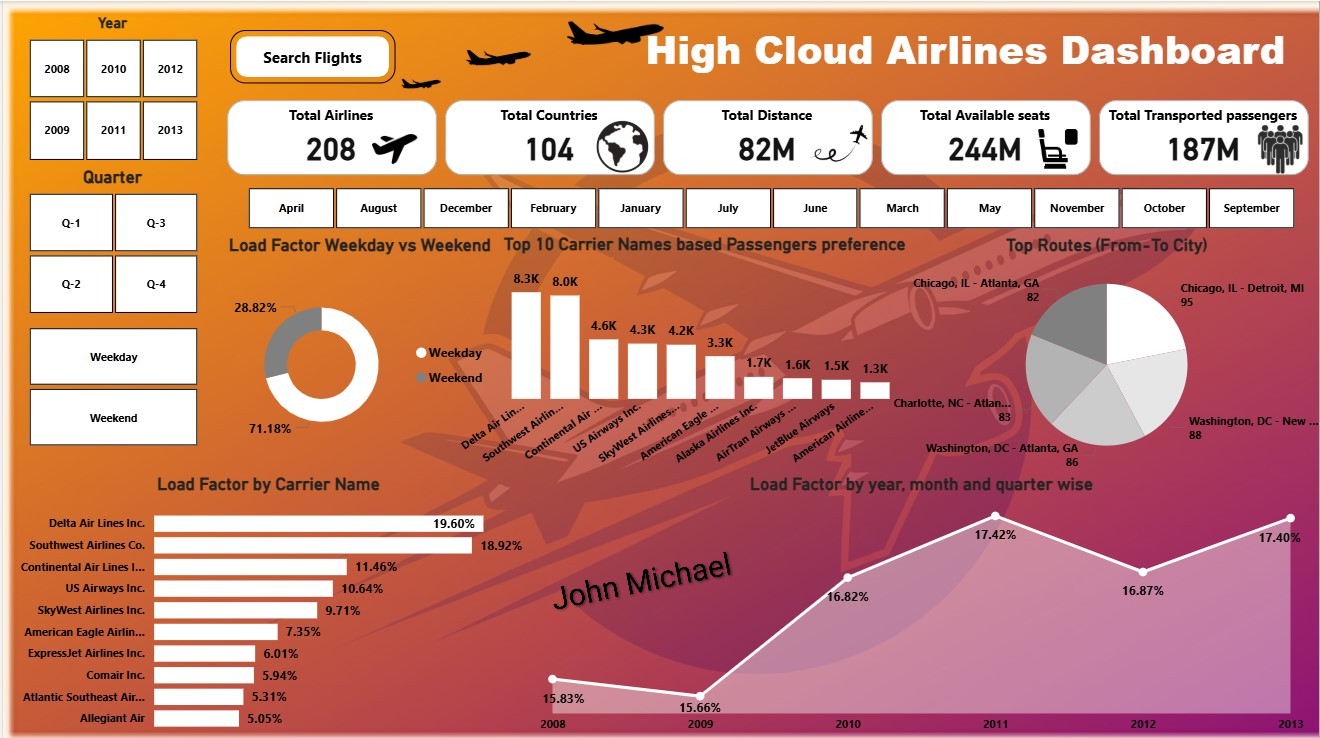 Year
2008
2010
2012
2009
2011
2013
Quarter
Q-1
Q-3
Q-2
Q-4
Weekday
Weekend
Search Flights
High Cloud Airlines Dashboard
Total Airlines
208
Total Countries
104
Total Distance
82M
Total Available seats
244M
Total Transported passengers
187M
April
August
December
February
January
July
June
March
May
November
October
September
Load Factor Weekday vs Weekend
28.82%
71.18%
Weekday
Weekend
Top 10 Carrier Names based Passengers preference
8.3K
8.0K
4.6K
4.3K
4.2K
3.3K
1.7K
1.6K
1.5K
1.3K
Delta Air Lin...
Southwest Airlin...
Continental Air ...
US Airways Inc.
SkyWest Airlines...
American Eagle ...
Alaska Airlines Inc.
AirTran Airways ...
JetBlue Airways
American Airline...
Top Routes (From-To City)
Chicago, IL - Atlanta, GA
82
Chicago, IL - Detroit, MI
95
Charlotte, NC - Atlan...
83
Washington, DC - New ...
88
Washington, DC - Atlanta, GA
86
Load Factor by Carrier Name
Delta Air Lines Inc.
19.60%
Southwest Airlines Co.
18.92%
Continental Air Lines I...
11.46%
US Airways Inc.
10.64%
SkyWest Airlines Inc.
9.71%
American Eagle Airlin...
7.35%
ExpressJet Airlines Inc.
6.01%
Comair Inc.
5.94%
Atlantic Southeast Air...
5.31%
Allegiant Air
5.05%
John Michael
Load Factor by year, month and quarter wise
15.83%
15.66%
16.82%
17.42%
16.87%
17.40%
2008
2009
2010
2011
2012
2013